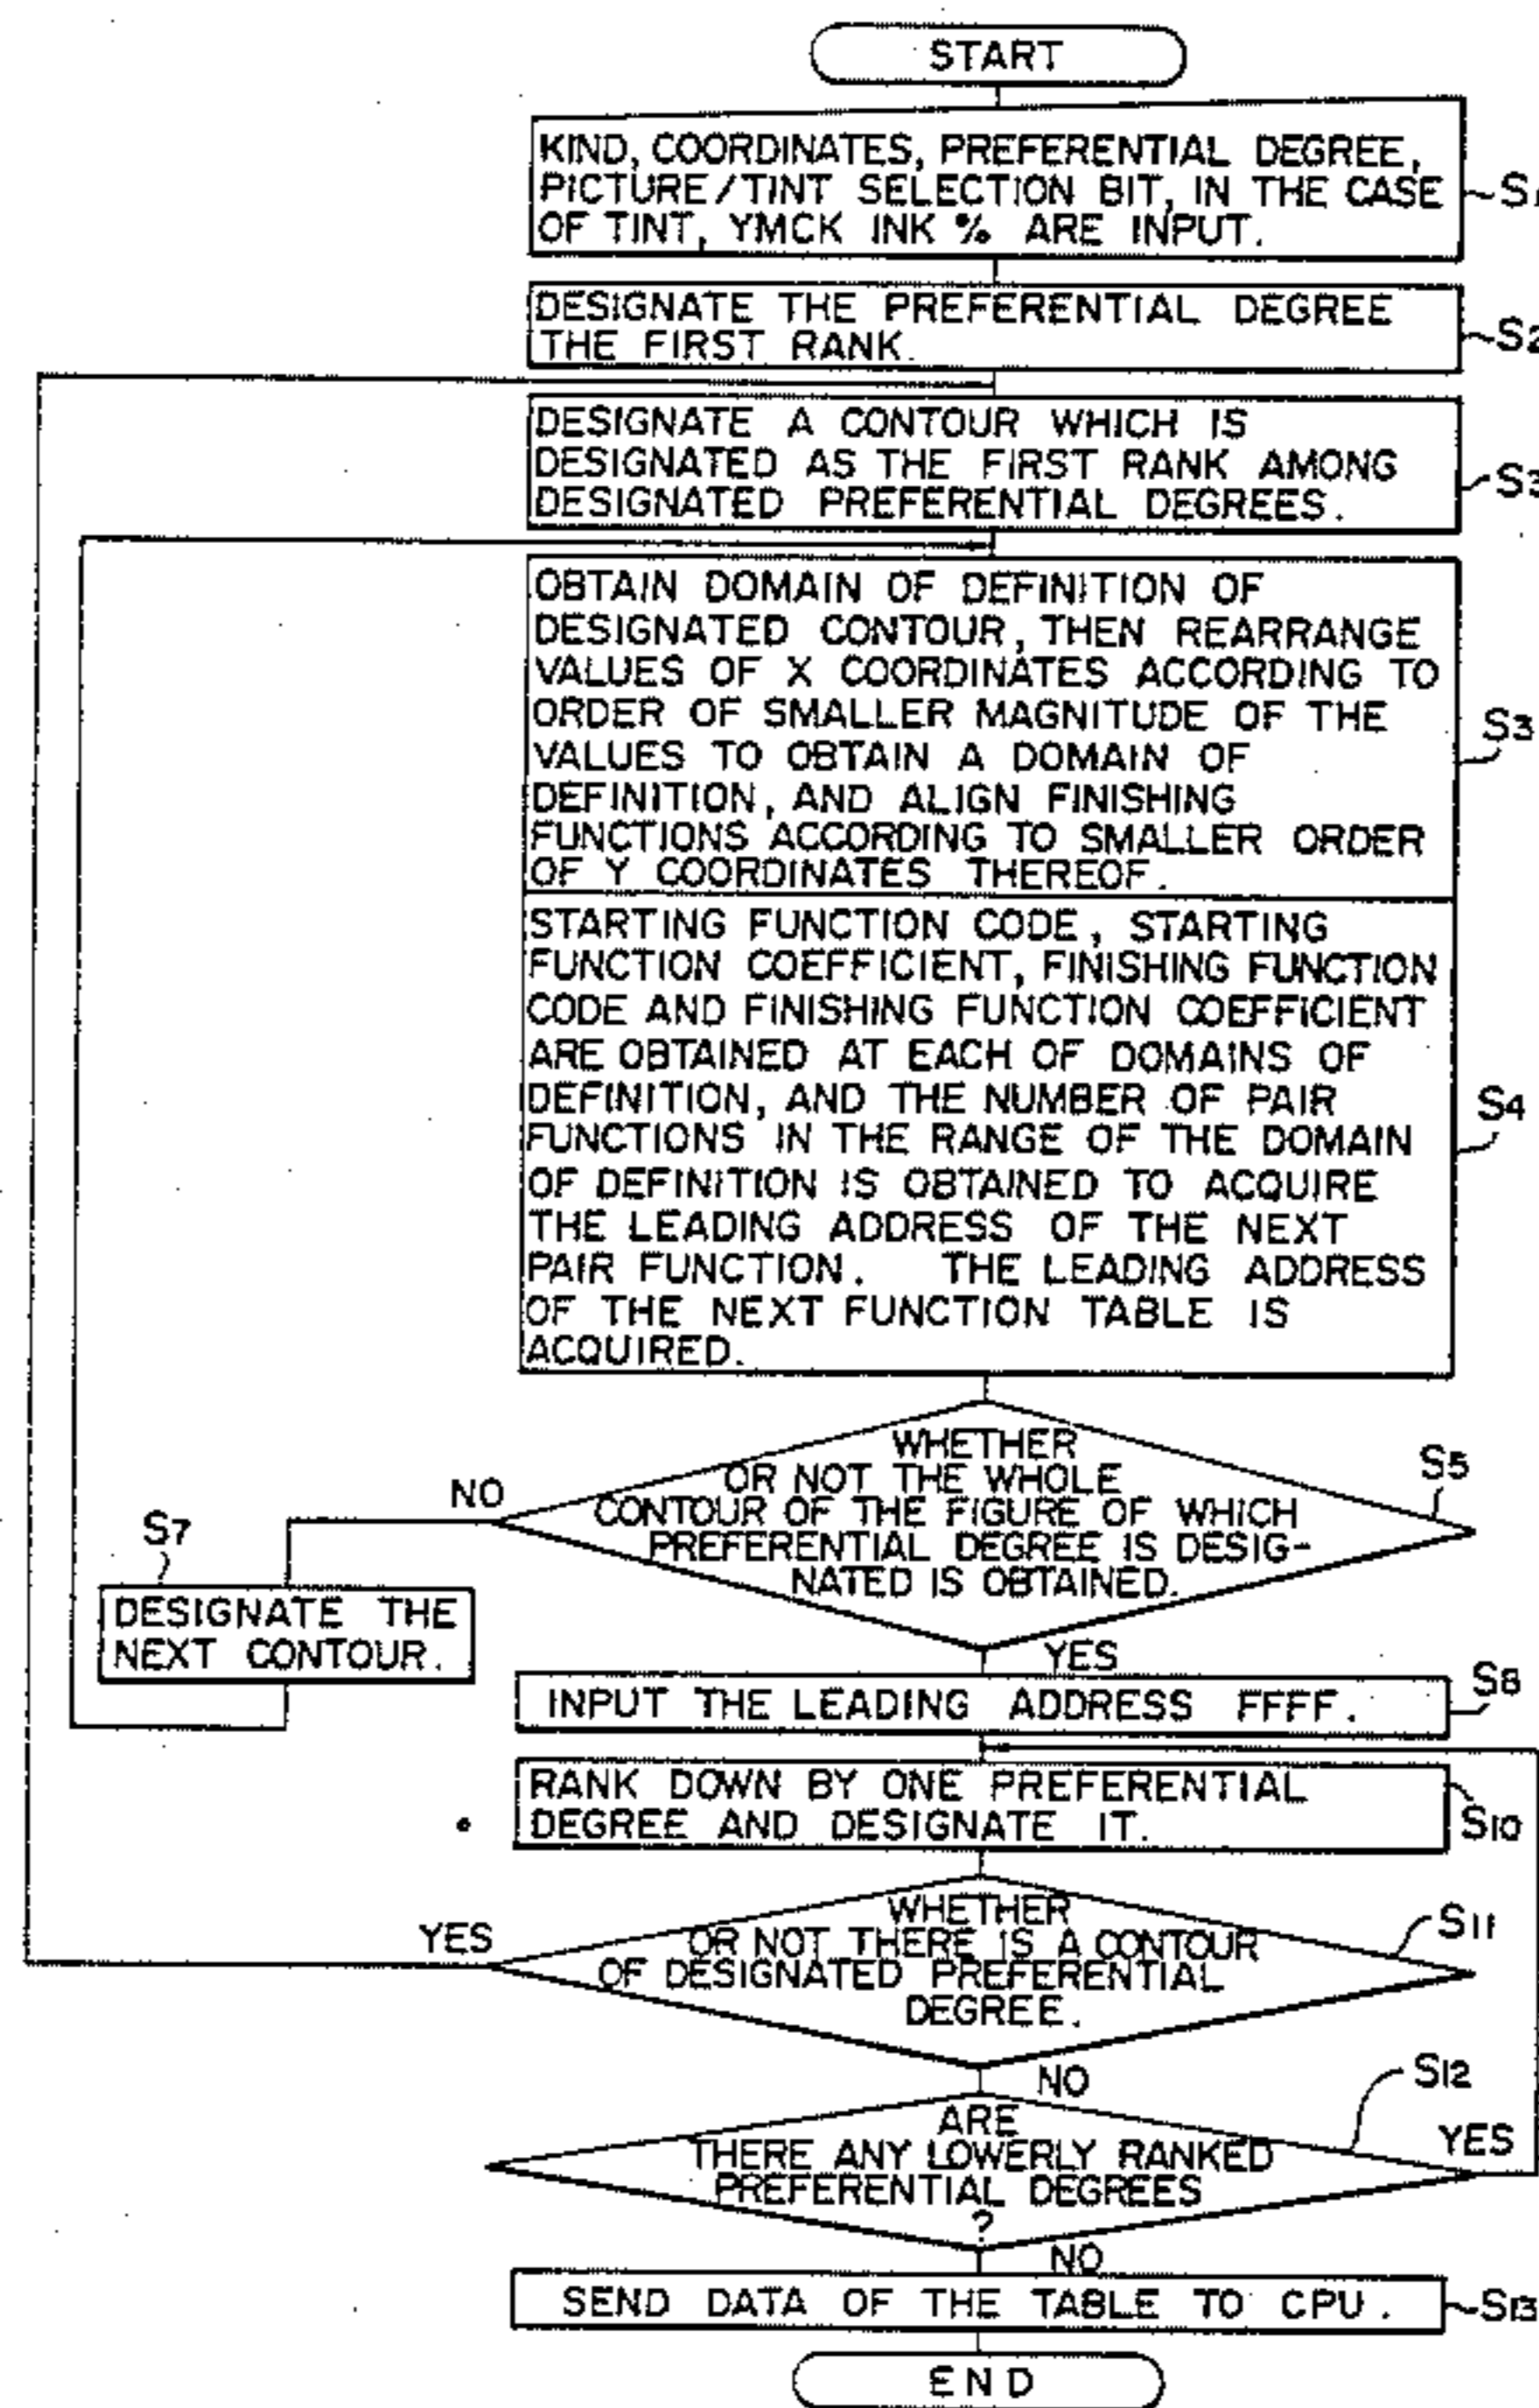 START
KIND, COORDINATES, PREFERENTIAL DEGREE,
PICTURE/TINT SELECTION BIT, IN THE CASE
OF TINT, YMCK INK % ARE INPUT.
S1
DESIGNATE THE PREFERENTIAL DEGREE
THE FIRST RANK.
S2
DESIGNATE A CONTOUR WHICH IS
DESIGNATED AS THE FIRST RANK AMONG
DESIGNATED PREFERENTIAL DEGREES.
S3
OBTAIN DOMAIN OF DEFINITION OF
DESIGNATED CONTOUR, THEN REARRANGE
VALUES OF X COORDINATES ACCORDING TO
ORDER OF SMALLER MAGNITUDE OF THE
VALUES TO OBTAIN A DOMAIN OF
DEFINITION, AND ALIGN FINISHING
FUNCTIONS ACCORDING TO SMALLER ORDER
OF Y COORDINATES THEREOF.
S3
STARTING FUNCTION CODE, STARTING
FUNCTION COEFFICIENT, FINISHING FUNCTION
CODE AND FINISHING FUNCTION COEFFICIENT
ARE OBTAINED AT EACH OF DOMAINS OF
DEFINITION, AND THE NUMBER OF PAIR
FUNCTIONS IN THE RANGE OF THE DOMAIN
OF DEFINITION IS OBTAINED TO ACQUIRE
THE LEADING ADDRESS OF THE NEXT
PAIR FUNCTION. THE LEADING ADDRESS
OF THE NEXT FUNCTION TABLE IS
ACQUIRED.
S4
WHETHER
OR NOT THE WHOLE
CONTOUR OF THE FIGURE OF WHICH
PREFERENTIAL DEGREE IS DESIG-
NATED IS OBTAINED.
S5
NO
S7
DESIGNATE THE
NEXT CONTOUR.
YES
INPUT THE LEADING ADDRESS FFFF.
S8
RANK DOWN BY ONE PREFERENTIAL
DEGREE AND DESIGNATE IT.
S10
WHETHER
OR NOT THERE IS A CONTOUR
OF DESIGNATED PREFERENTIAL
DEGREE.
S11
YES
NO
ARE
THERE ANY LOWERLY RANKED
PREFERENTIAL DEGREES
?
S12
YES
NO
SEND DATA OF THE TABLE TO CPU.
S13
END